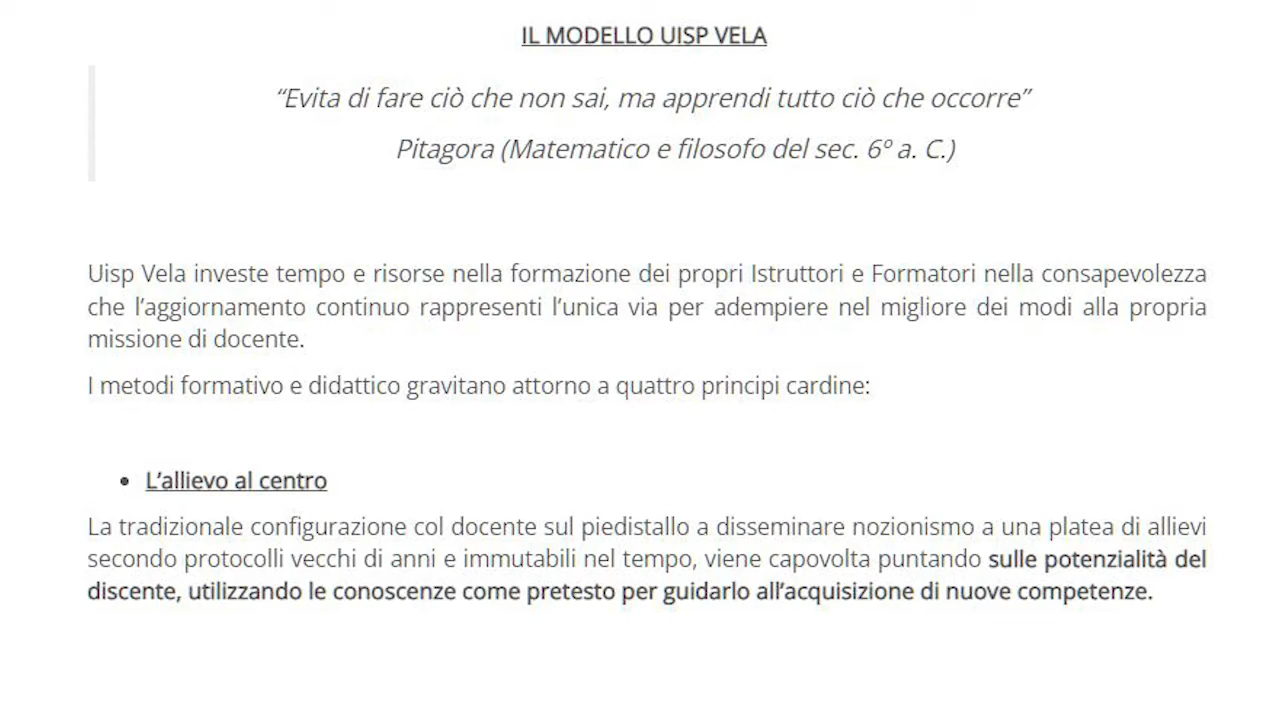 IL MODELLO UISP VELA
“Evita di fare ciò che non sai, ma apprendi tutto ciò che occorre”
Pitagora (Matematico e filosofo del sec. 6º a. C.)
Uisp Vela investe tempo e risorse nella formazione dei propri Istruttori e Formatori nella consapevolezza
che l’aggiornamento continuo rappresenti l’unica via per adempiere nel migliore dei modi alla propria
missione di docente.
I metodi formativo e didattico gravitano attorno a quattro principi cardine:
• L’allievo al centro
La tradizionale configurazione col docente sul piedistallo a disseminare nozionismo a una platea di allievi
secondo protocolli vecchi di anni e immutabili nel tempo, viene capovolta puntando sulle potenzialità del
discente, utilizzando le conoscenze come pretesto per guidarlo all’acquisizione di nuove competenze.